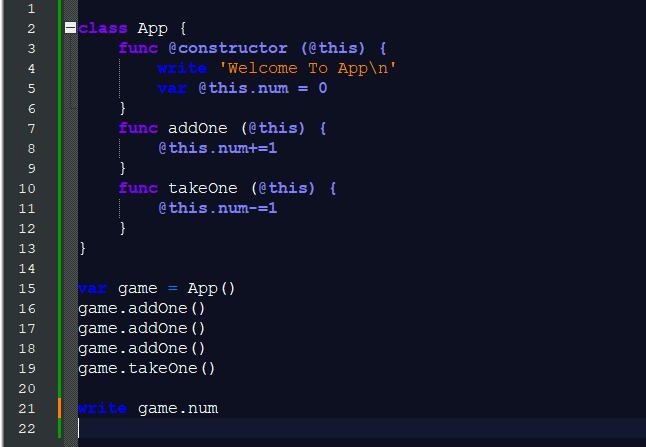 1
2 class App {
3 func @constructor (@this) {
4 write 'Welcome To App\n'
5 var @this.num = 0
6 }
7 func addOne (@this) {
8 @this.num+=1
9 }
10 func takeOne (@this) {
11 @this.num-=1
12 }
13 }
14
15 var game = App()
16 game.addOne()
17 game.addOne()
18 game.addOne()
19 game.takeOne()
20
21 write game.num
22